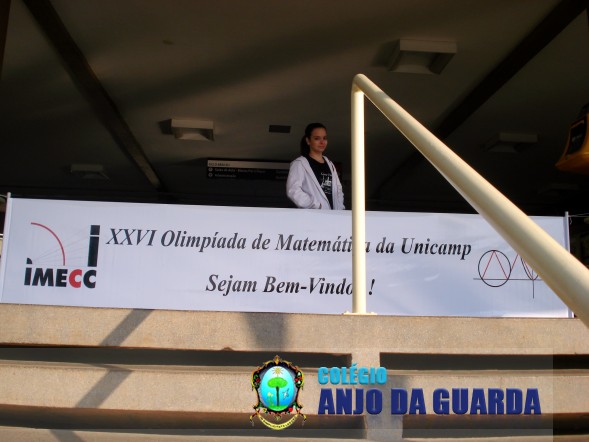 XXVI Olimpíada de Matemática da Unicamp
Sejam Bem-Vindos!
iMECC
COLÉGIO
ANJO DA GUARDA